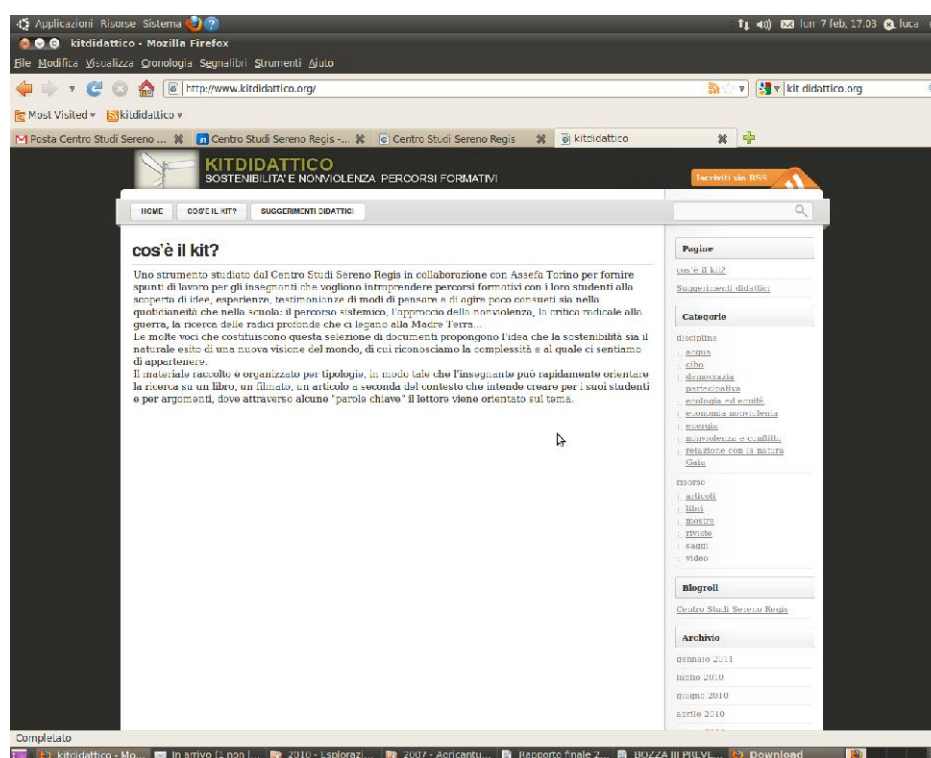 Applicazioni Risorse Sistema
lun 7 feb, 17.03 luca
kitdidattico - Mozilla Firefox
File Modifica Visualizza Cronologia Segnalibri Strumenti Aiuto
http://www.kitdidattico.org/
kit didattico.org
Most Visited kitdidattico
Posta Centro Studi Sereno ... Centro Studi Sereno Regis -... Centro Studi Sereno Regis kitdidattico
KITDIDATTICO
SOSTENIBILITA' E NONVIOLENZA PERCORSI FORMATIVI
Iscriviti via RSS
HOME COS'È IL KIT? SUGGERIMENTI DIDATTICI
cos'è il kit?
Uno strumento studiato dal Centro Studi Sereno Regis in collaborazione con Assefa Torino per fornire
spunti di lavoro per gli insegnanti che vogliono intraprendere percorsi formativi con i loro studenti alla
scoperta di idee, esperienze, testimonianze di modi di pensare e di agire poco consueti sia nella
quotidianeità che nella scuola: il percorso sistemico, l'approccio della nonviolenza, la critica radicale alla
guerra, la ricerca delle radici profonde che ci legano alla Madre Terra...
Le molte voci che costituiscono questa selezione di documenti propongono l'idea che la sostenibilità sia il
naturale esito di una nuova visione del mondo, di cui riconosciamo la complessità e al quale ci sentiamo
di appartenere.
Il materiale raccolto è organizzato per tipologie, in modo tale che l'insegnante può rapidamente orientare
la ricerca su un libro, un filmato, un articolo a seconda del contesto che intende creare per i suoi studenti
e per argomenti, dove attraverso alcune "parole chiave" il lettore viene orientato sul tema.
Pagine
cos'è il kit?
Suggerimenti didattici
Categorie
discipline
acqua
cibo
democrazia
partecipativa
ecologia ed equità
economia nonviolenta
energia
nonviolenza e conflitto
relazione con la natura
Gaia
risorse
articoli
libri
mostre
riviste
saggi
video
Blogroll
Centro Studi Sereno Regis
Archivio
gennaio 2011
luglio 2010
giugno 2010
aprile 2010
Completato
kitdidattico - Mo... In arrivo (1 non l... 2010 - Esplorazi... 2007 - Agricantu... Rapporto finale 2... BOZZA III PREVE... Download